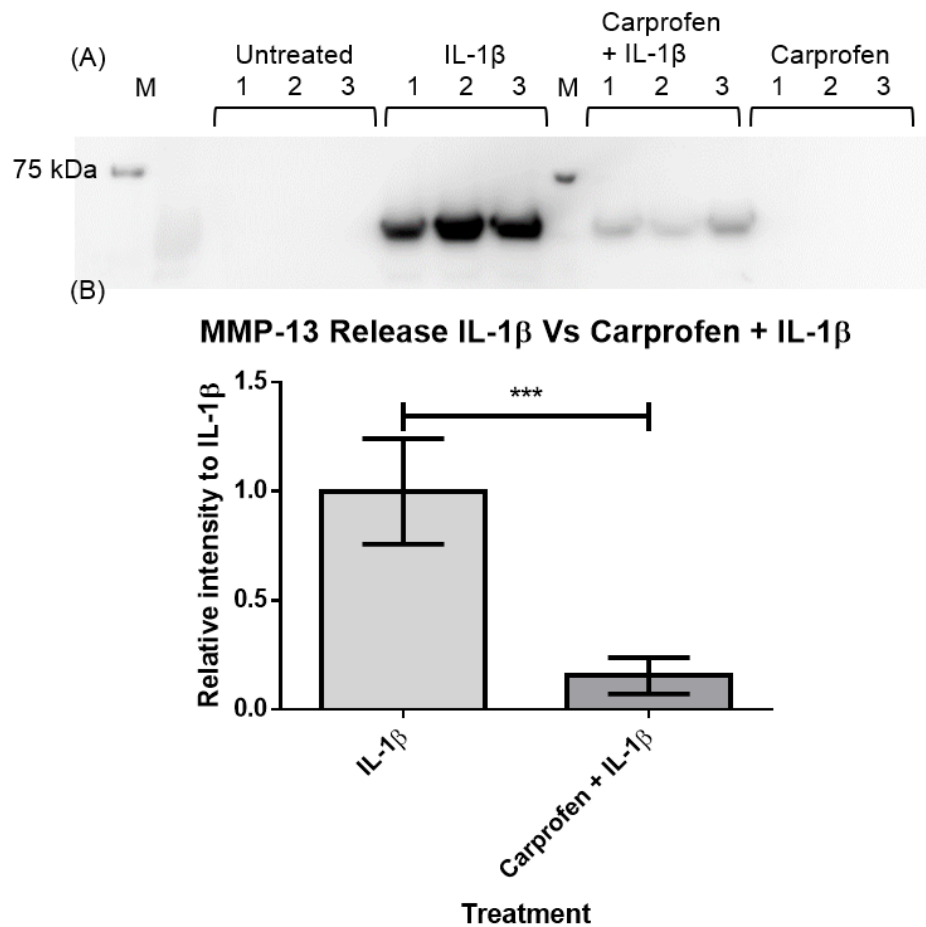 (A)
M
Untreated
1 2 3
IL-1β
1 2 3
M
Carprofen
+ IL-1β
1 2 3
Carprofen
1 2 3
75 kDa
(B)
MMP-13 Release IL-1β Vs Carprofen + IL-1β
Relative intensity to IL-1β
1.5
1.0
0.5
0.0
***
IL-1β
Carprofen + IL-1β
Treatment